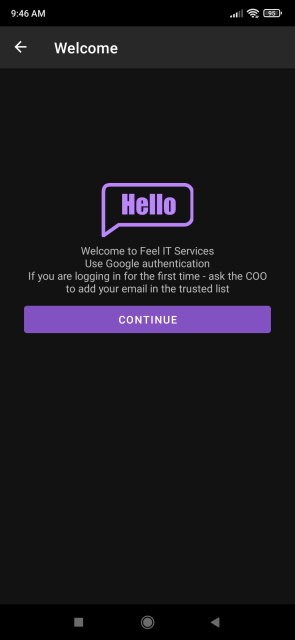 9:46 AM
95
Welcome
Hello
Welcome to Feel IT Services
Use Google authentication
If you are logging in for the first time - ask the COO
to add your email in the trusted list
CONTINUE